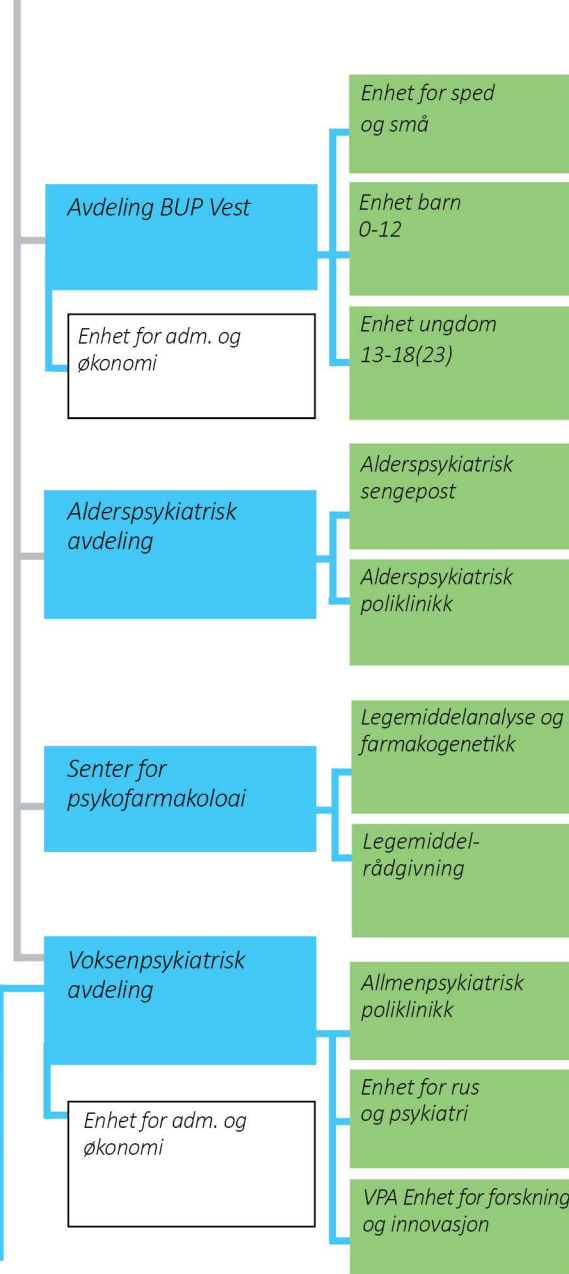 Enhet for sped
og små
Avdeling BUP Vest
Enhet barn
0-12
Enhet for adm. og
økonomi
Enhet ungdom
13-18(23)
Alderspsykiatrisk
avdeling
Alderspsykiatrisk
sengepost
Alderspsykiatrisk
poliklinikk
Senter for
psykofarmakoloai
Legemiddelanalyse og
farmakogenetikk
Legemiddel-
rådgivning
Voksenpsykiatrisk
avdeling
Allmenpsykiatrisk
poliklinikk
Enhet for adm. og
økonomi
Enhet for rus
og psykiatri
VPA Enhet for forskning
og innovasjon